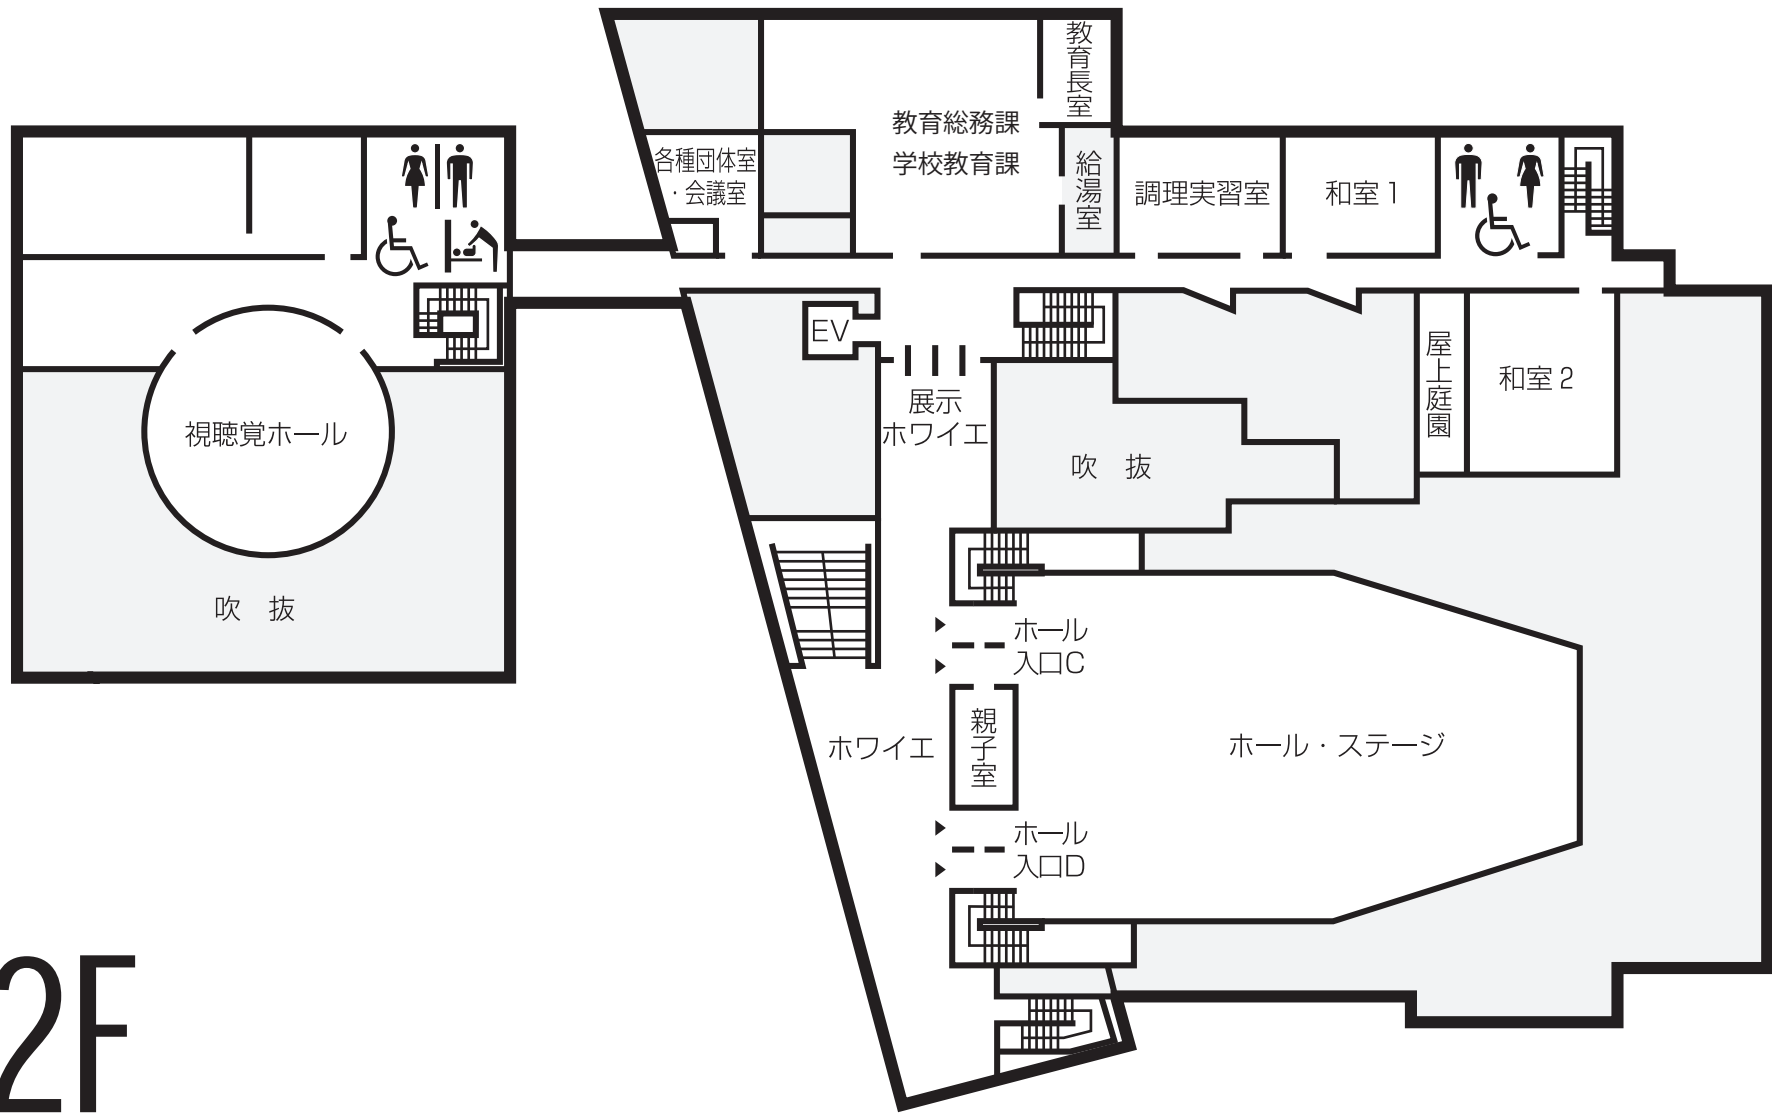 教育長室
教育総務課
学校教育課
各種団体室
・会議室
給湯室
調理実習室
和室1
EV
展示
ホワイエ
屋上庭園
和室2
視聴覚ホール
吹 抜
吹 抜
ホール
入口C
親子室
ホワイエ
ホール・ステージ
ホール
入口D
2F